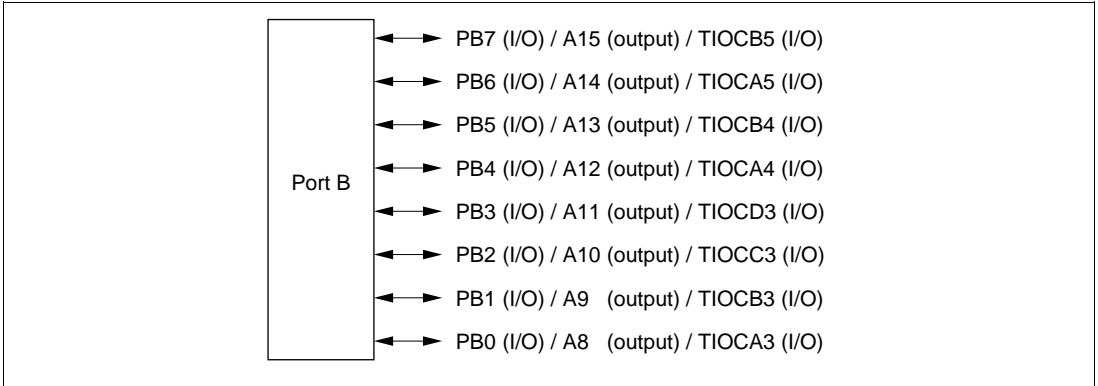 PB7 (I/O) / A15 (output) / TIOCB5 (I/O)
PB6 (I/O) / A14 (output) / TIOCA5 (I/O)
PB5 (I/O) / A13 (output) / TIOCB4 (I/O)
PB4 (I/O) / A12 (output) / TIOCA4 (I/O)
Port B
PB3 (I/O) / A11 (output) / TIOCD3 (I/O)
PB2 (I/O) / A10 (output) / TIOCC3 (I/O)
PB1 (I/O) / A9 (output) / TIOCB3 (I/O)
PB0 (I/O) / A8 (output) / TIOCA3 (I/O)